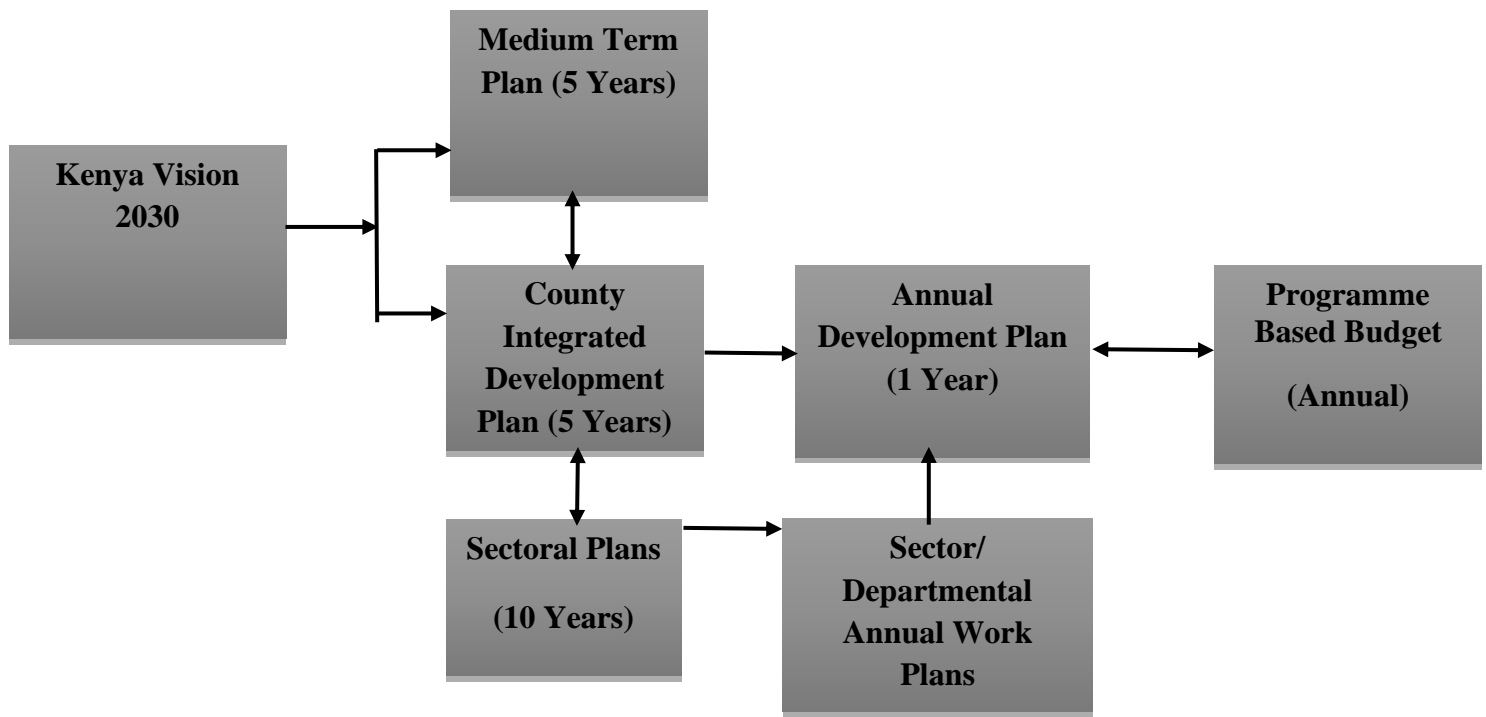 Medium Term
Plan (5 Years)
Kenya Vision
2030
County
Integrated
Development
Plan (5 Years)
Annual
Development Plan
(1 Year)
Programme
Based Budget
(Annual)
Sectoral Plans
(10 Years)
Sector/
Departmental
Annual Work
Plans